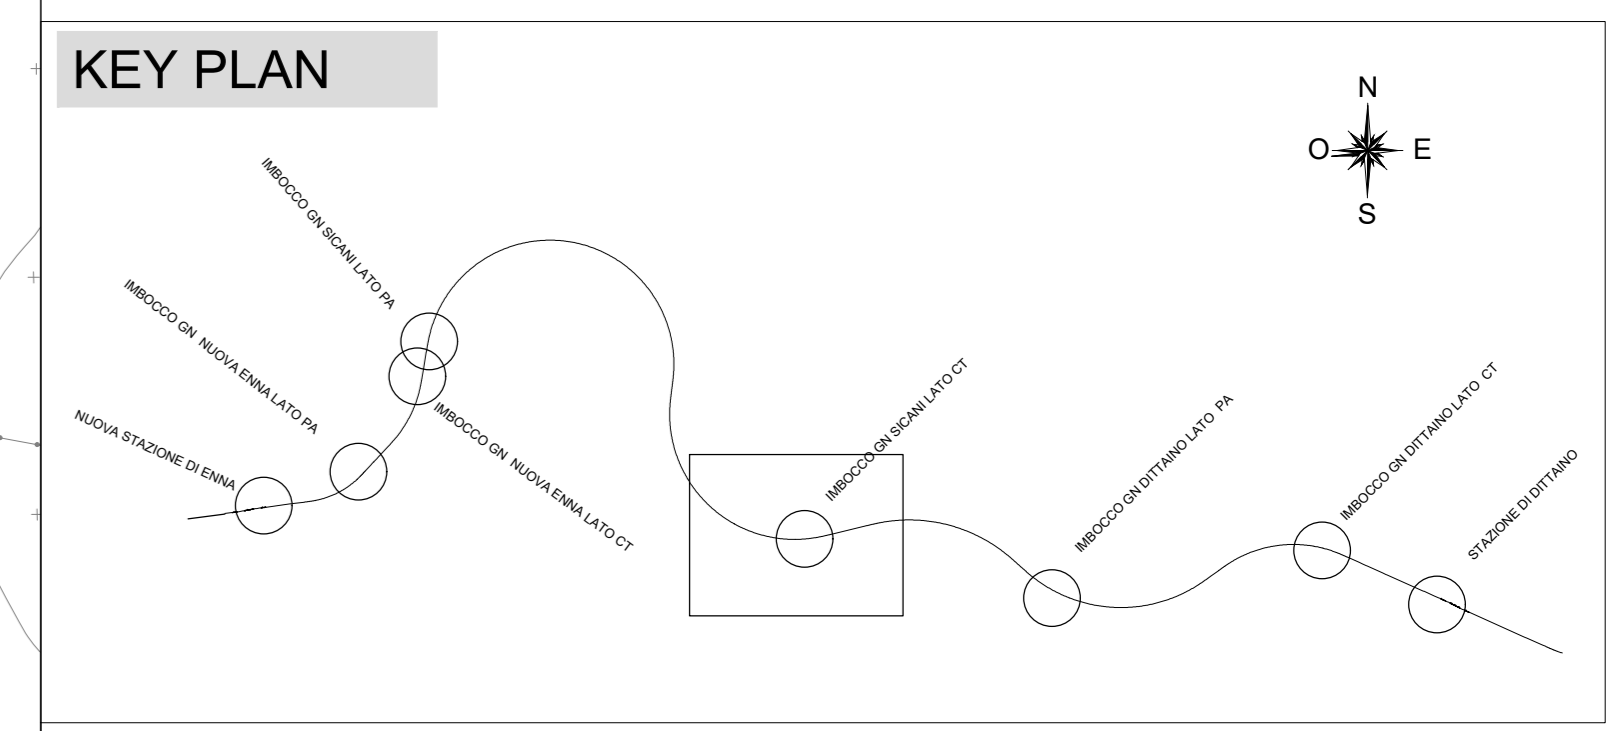 KEY PLAN
N
O
E
S
IMBOCCO GN SICANI LATO PA
IMBOCCO GN NUOVA ENNA LATO PA
NUOVA STAZIONE DI ENNA
IMBOCCO GN NUOVA ENNA LATO CT
IMBOCCO GN SICANI LATO CT
IMBOCCO GN DITTAINO LATO PA
IMBOCCO GN DITTAINO LATO CT
STAZIONE DI DITTAINO